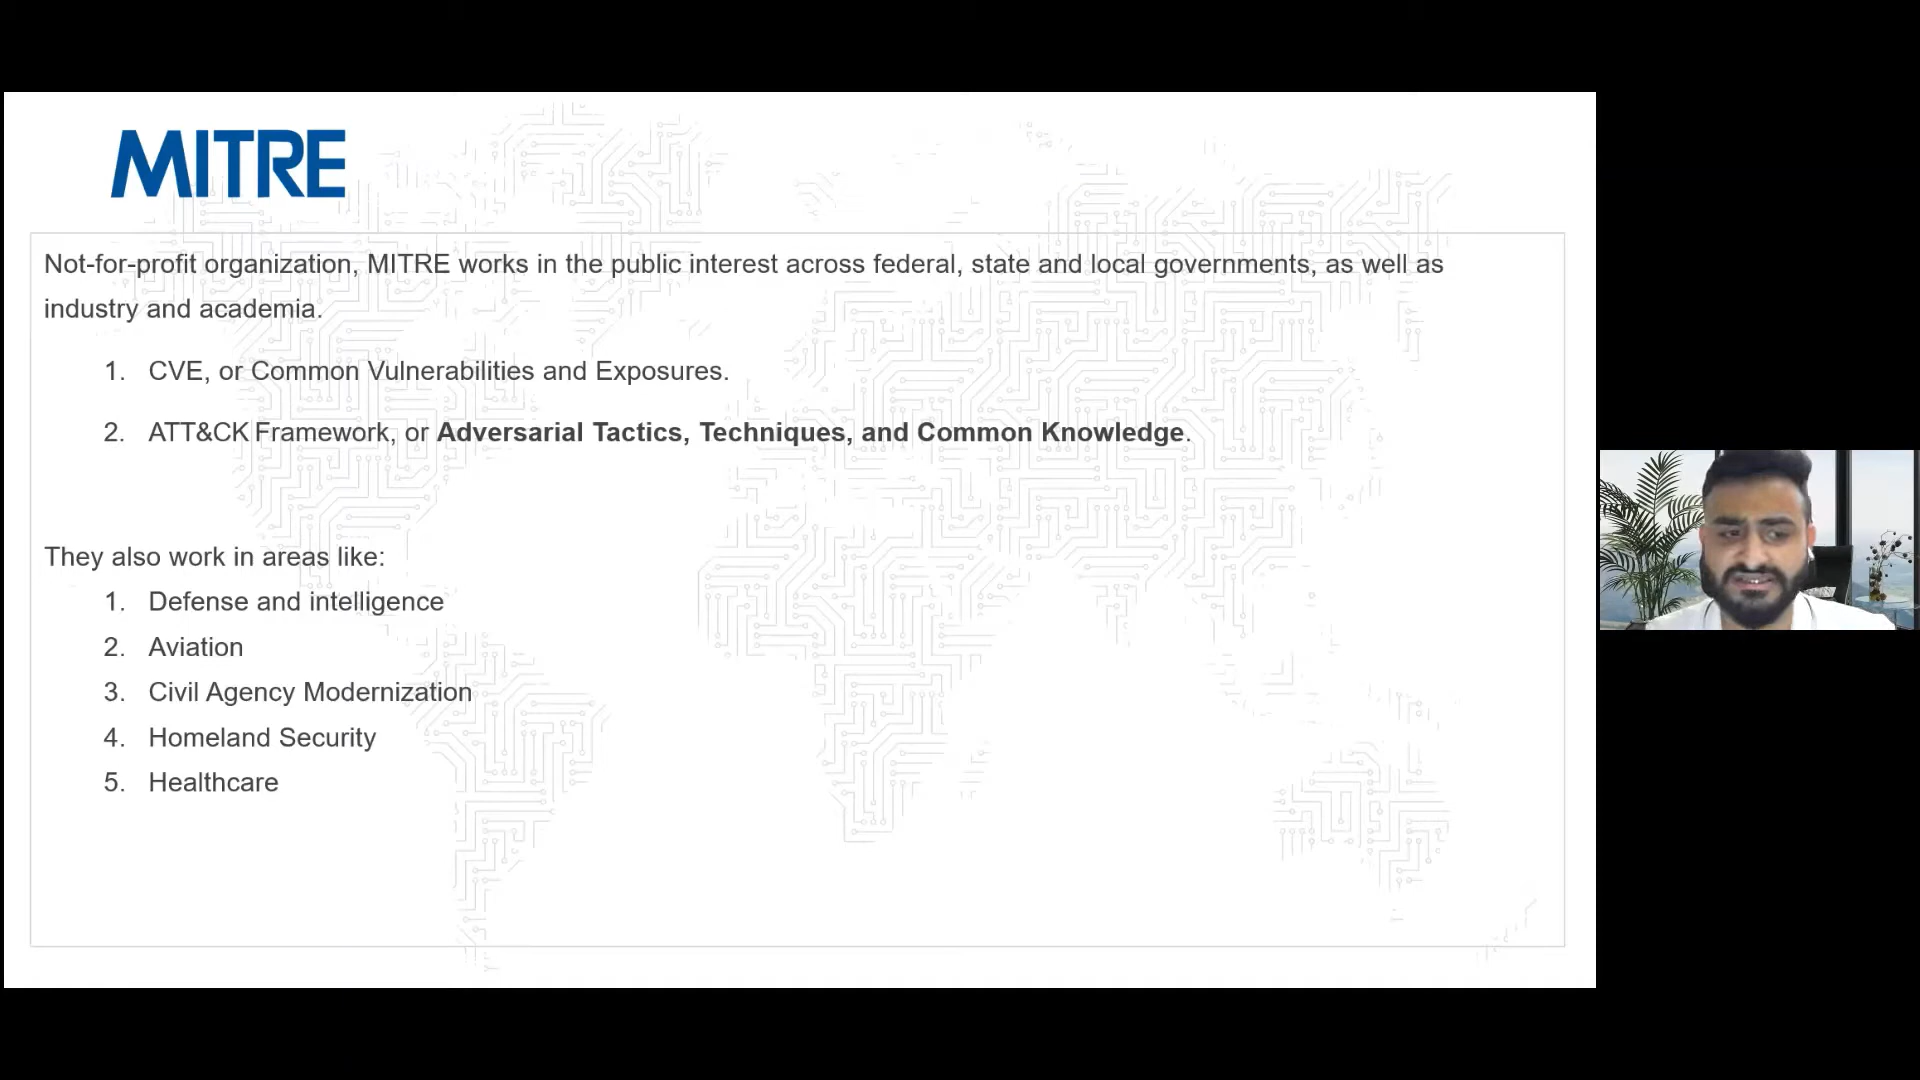 MITRE
Not-for-profit organization, MITRE works in the public interest across federal, state and local governments, as well as
industry and academia.
1. CVE, or Common Vulnerabilities and Exposures.
2. ATT&CK Framework, or Adversarial Tactics, Techniques, and Common Knowledge.
They also work in areas like:
1. Defense and intelligence
2. Aviation
3. Civil Agency Modernization
4. Homeland Security
5. Healthcare